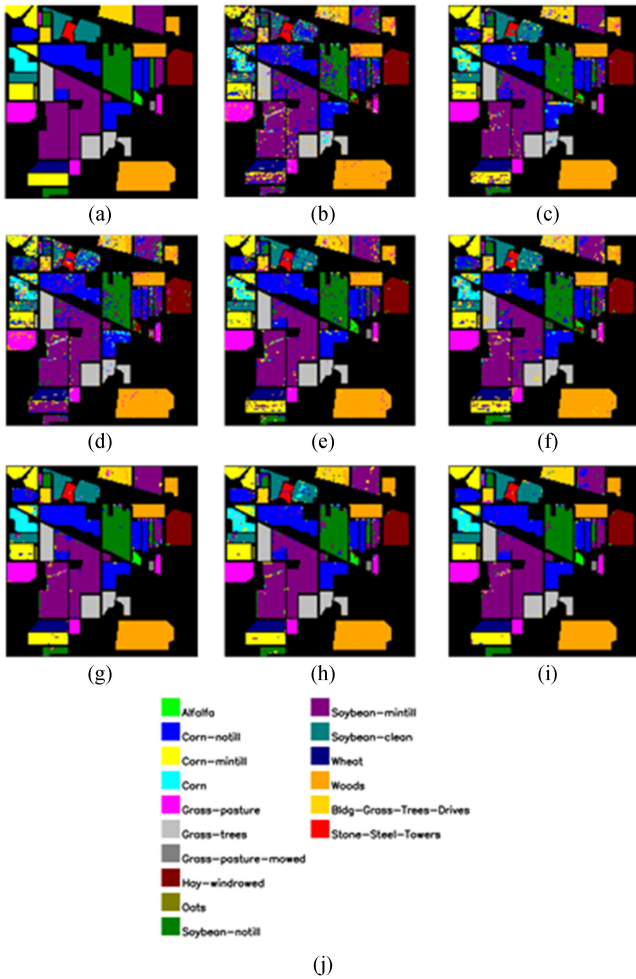 (a) (b) (c)
(d) (e) (f)
(g) (h) (i)
Alfalfa
Corn-notill
Corn-mintill
Corn
Grass-pasture
Grass-trees
Grass-pasture-mowed
Hay-windrowed
Oats
Soybean-notill
Soybean-mintill
Soybean-clean
Wheat
Woods
Bldg-Grass-Trees-Drives
Stone-Steel-Towers
(j)